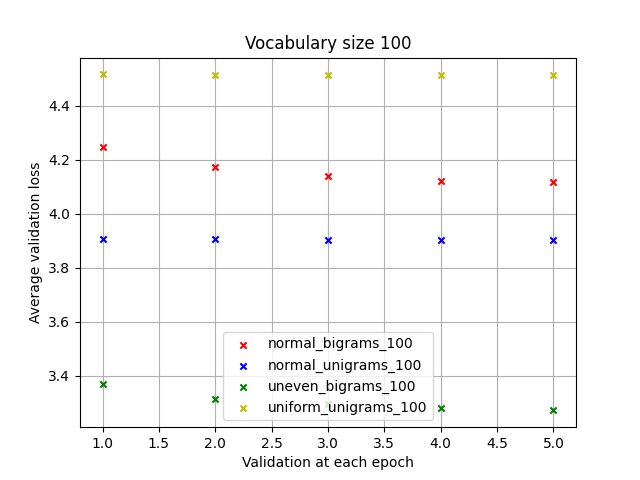 Vocabulary size 100
Average validation loss
4.4
4.2
4.0
3.8
3.6
3.4
normal_bigrams_100
normal_unigrams_100
uneven_bigrams_100
uniform_unigrams_100
1.0 1.5 2.0 2.5 3.0 3.5 4.0 4.5 5.0
Validation at each epoch